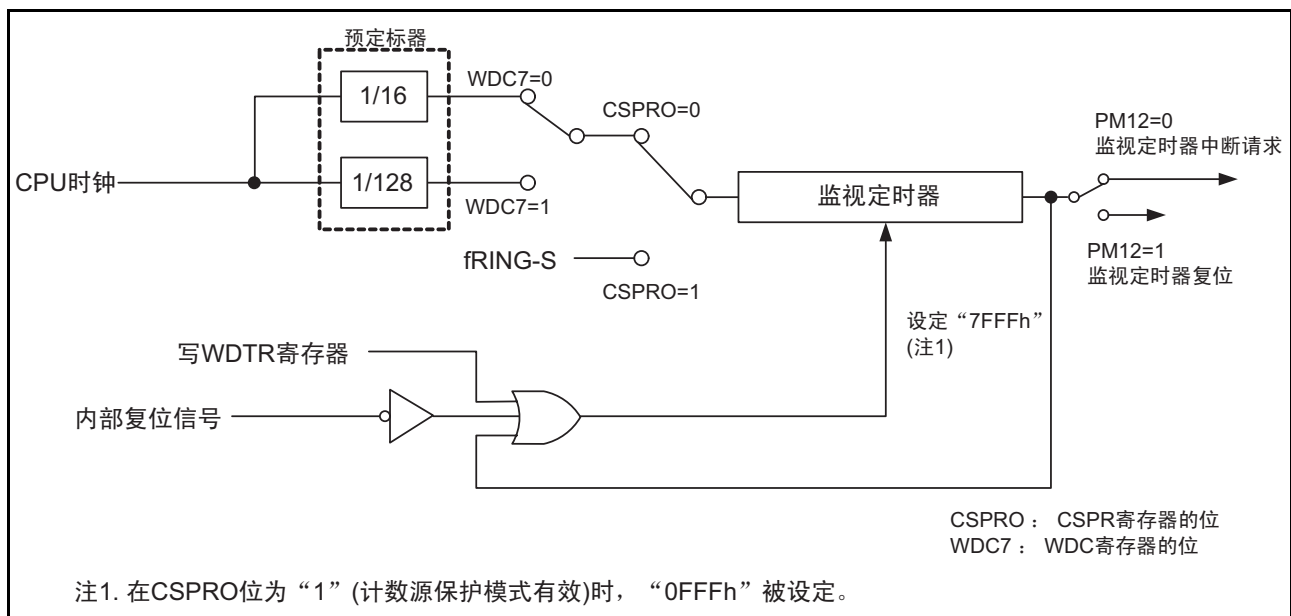 预定标器
1/16
WDC7=0
CSPRO=0
PM12=0
监视定时器中断请求
CPU时钟
1/128
WDC7=1
监视定时器
fRING-S
CSPRO=1
PM12=1
监视定时器复位
设定“7FFFh”
(注1)
写WDTR寄存器
内部复位信号
CSPRO： CSPR寄存器的位
WDC7： WDC寄存器的位
注1. 在CSPRO位为“1”(计数源保护模式有效)时，“0FFFh”被设定。